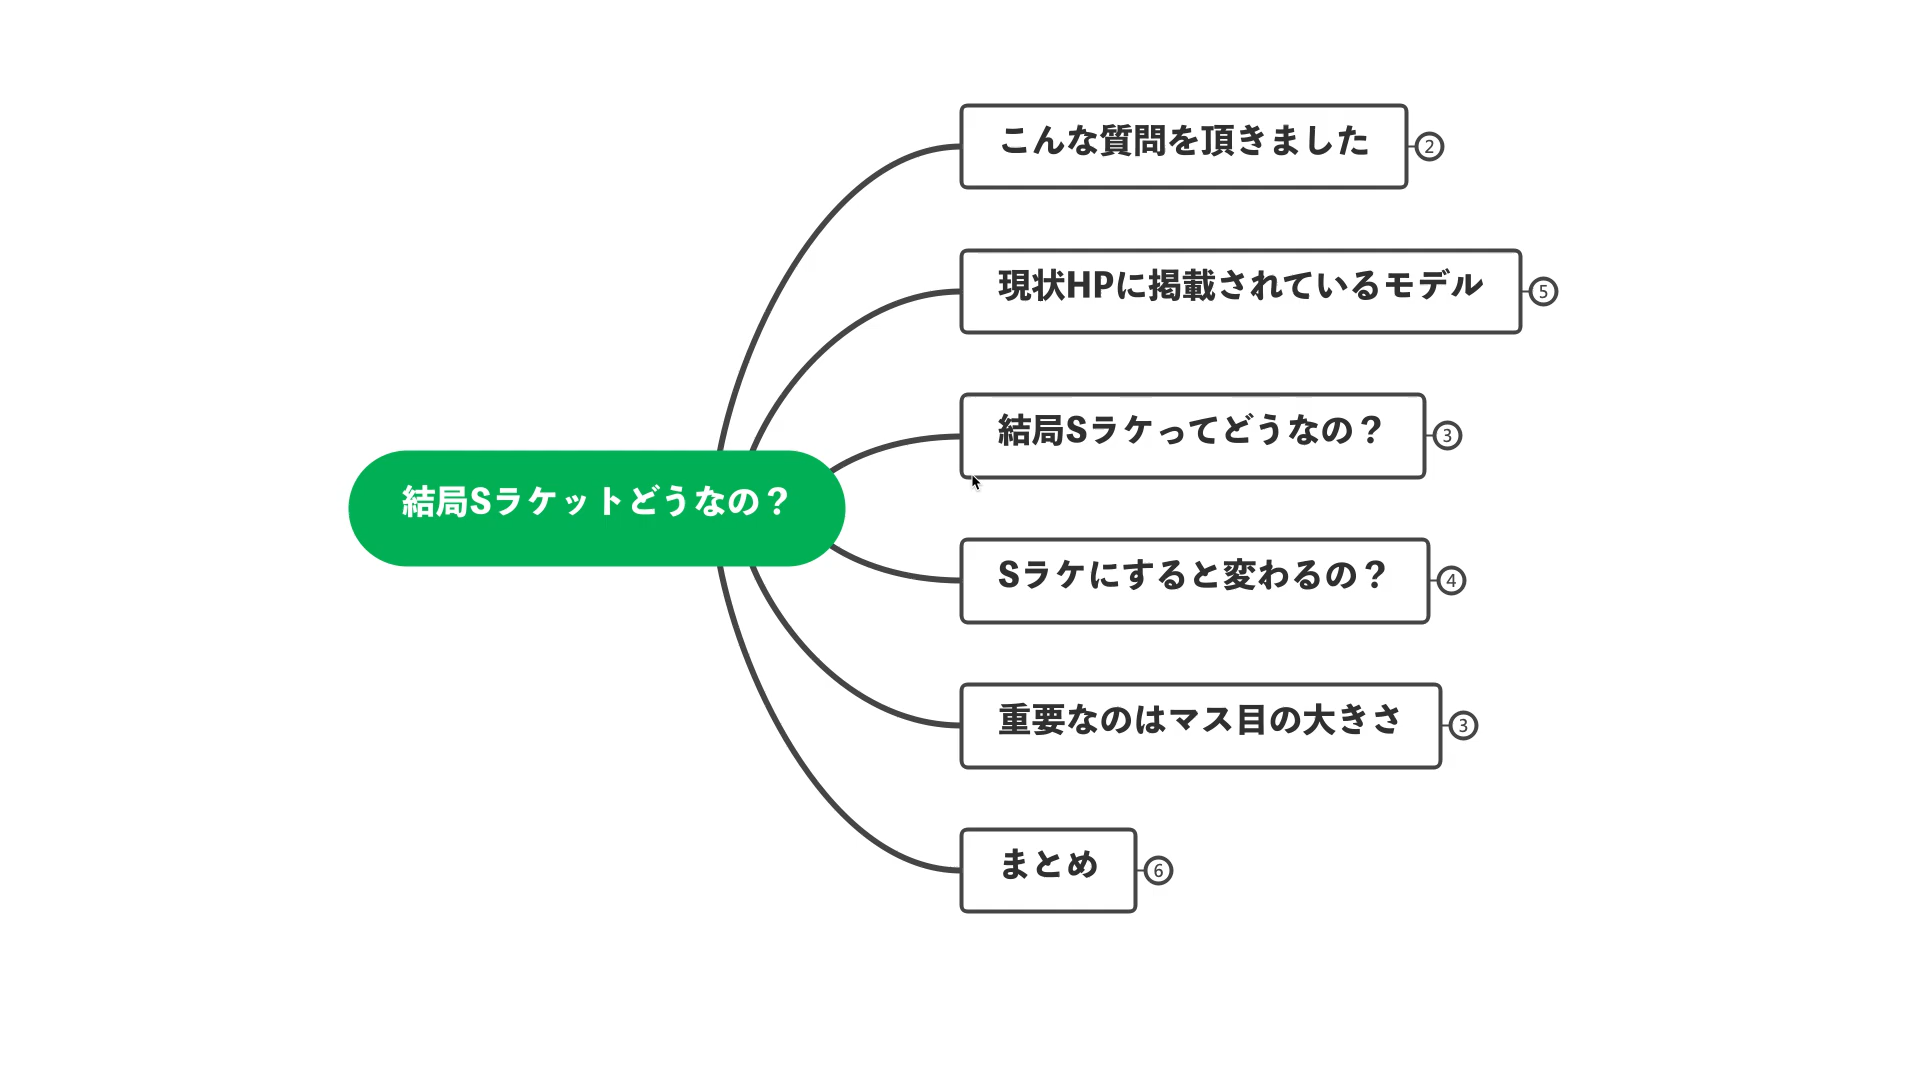 こんな質問を頂きました
2
現状HPに掲載されているモデル
5
結局Sラケってどうなの？
3
結局Sラケットどうなの？
Sラケにすると変わるの？
4
重要なのはマス目の大きさ
3
まとめ
6